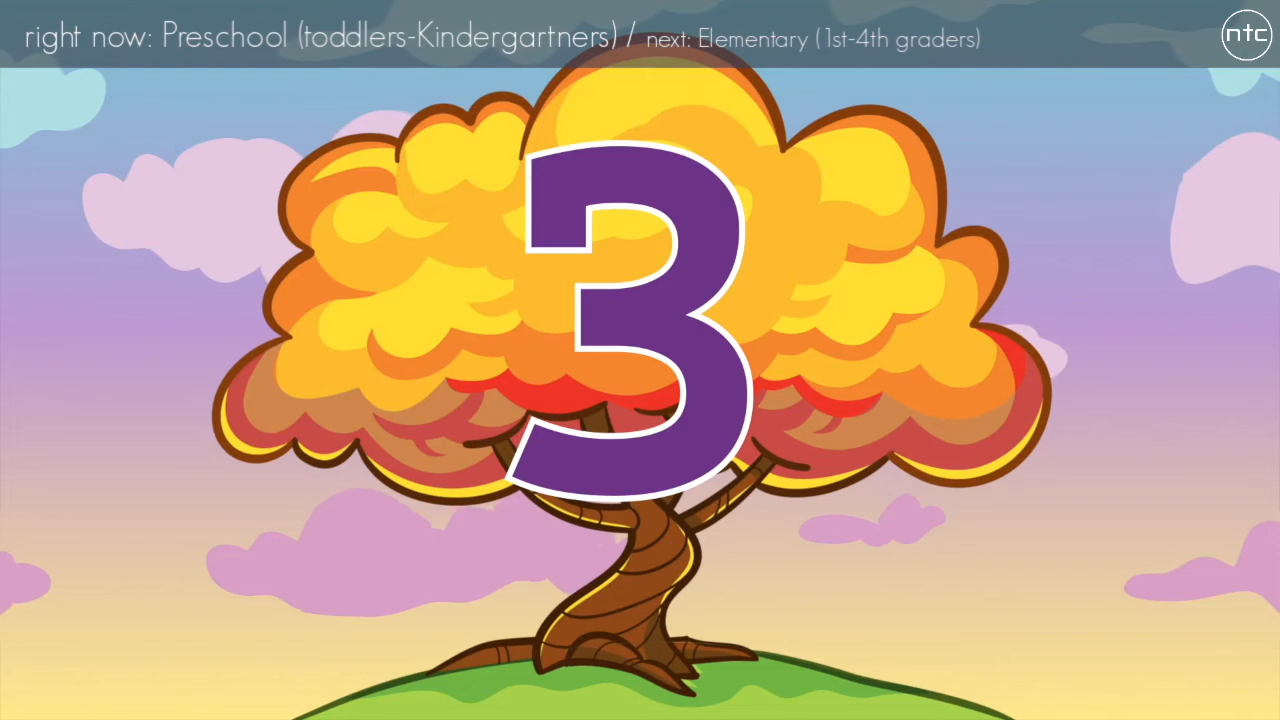 right now: Preschool (toddlers-Kindergartners) / next: Elementary (1st-4th graders)
ntc
3